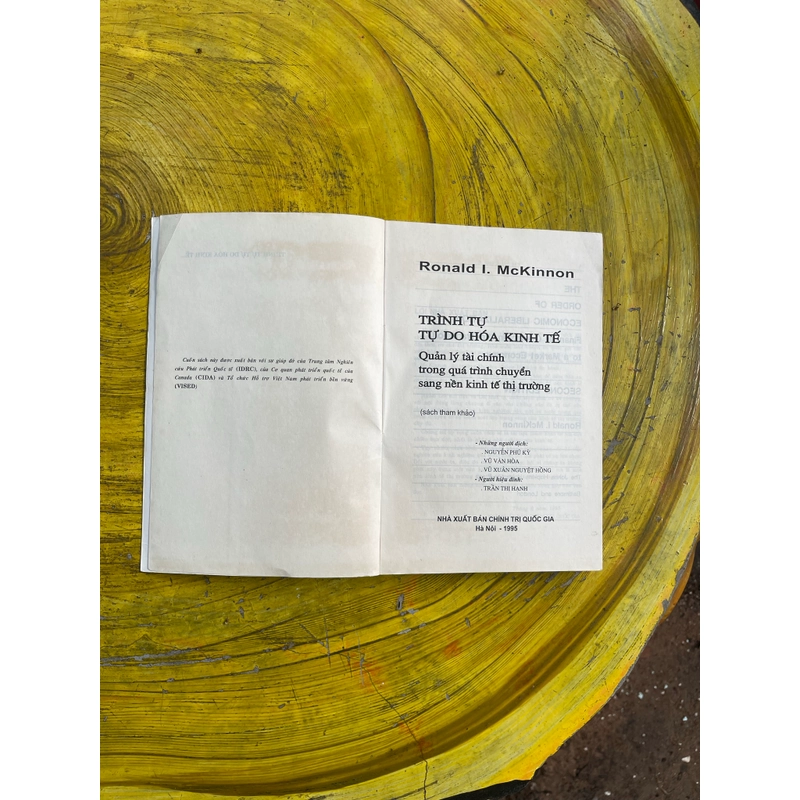 Cuốn sách này được xuất bản với sự giúp đỡ của Trung tâm Nghiên
cứu Phát triển Quốc tế (IDRC), của Cơ quan phát triển quốc tế của
Canada (CIDA) và Tổ chức Hỗ trợ Việt Nam phát triển bền vững
(VISED)
Ronald I. McKinnon
TRÌNH TỰ
TỰ DO HÓA KINH TẾ
Quản lý tài chính
trong quá trình chuyển
sang nền kinh tế thị trường
(sách tham khảo)
- Những người dịch:
NGUYỄN PHÚ KỲ
VŨ VĂN HÒA
VŨ XUÂN NGUYỆT HỒNG
- Người hiệu đính:
TRẦN THỊ HẠNH
NHÀ XUẤT BẢN CHÍNH TRỊ QUỐC GIA
Hà Nội - 1995